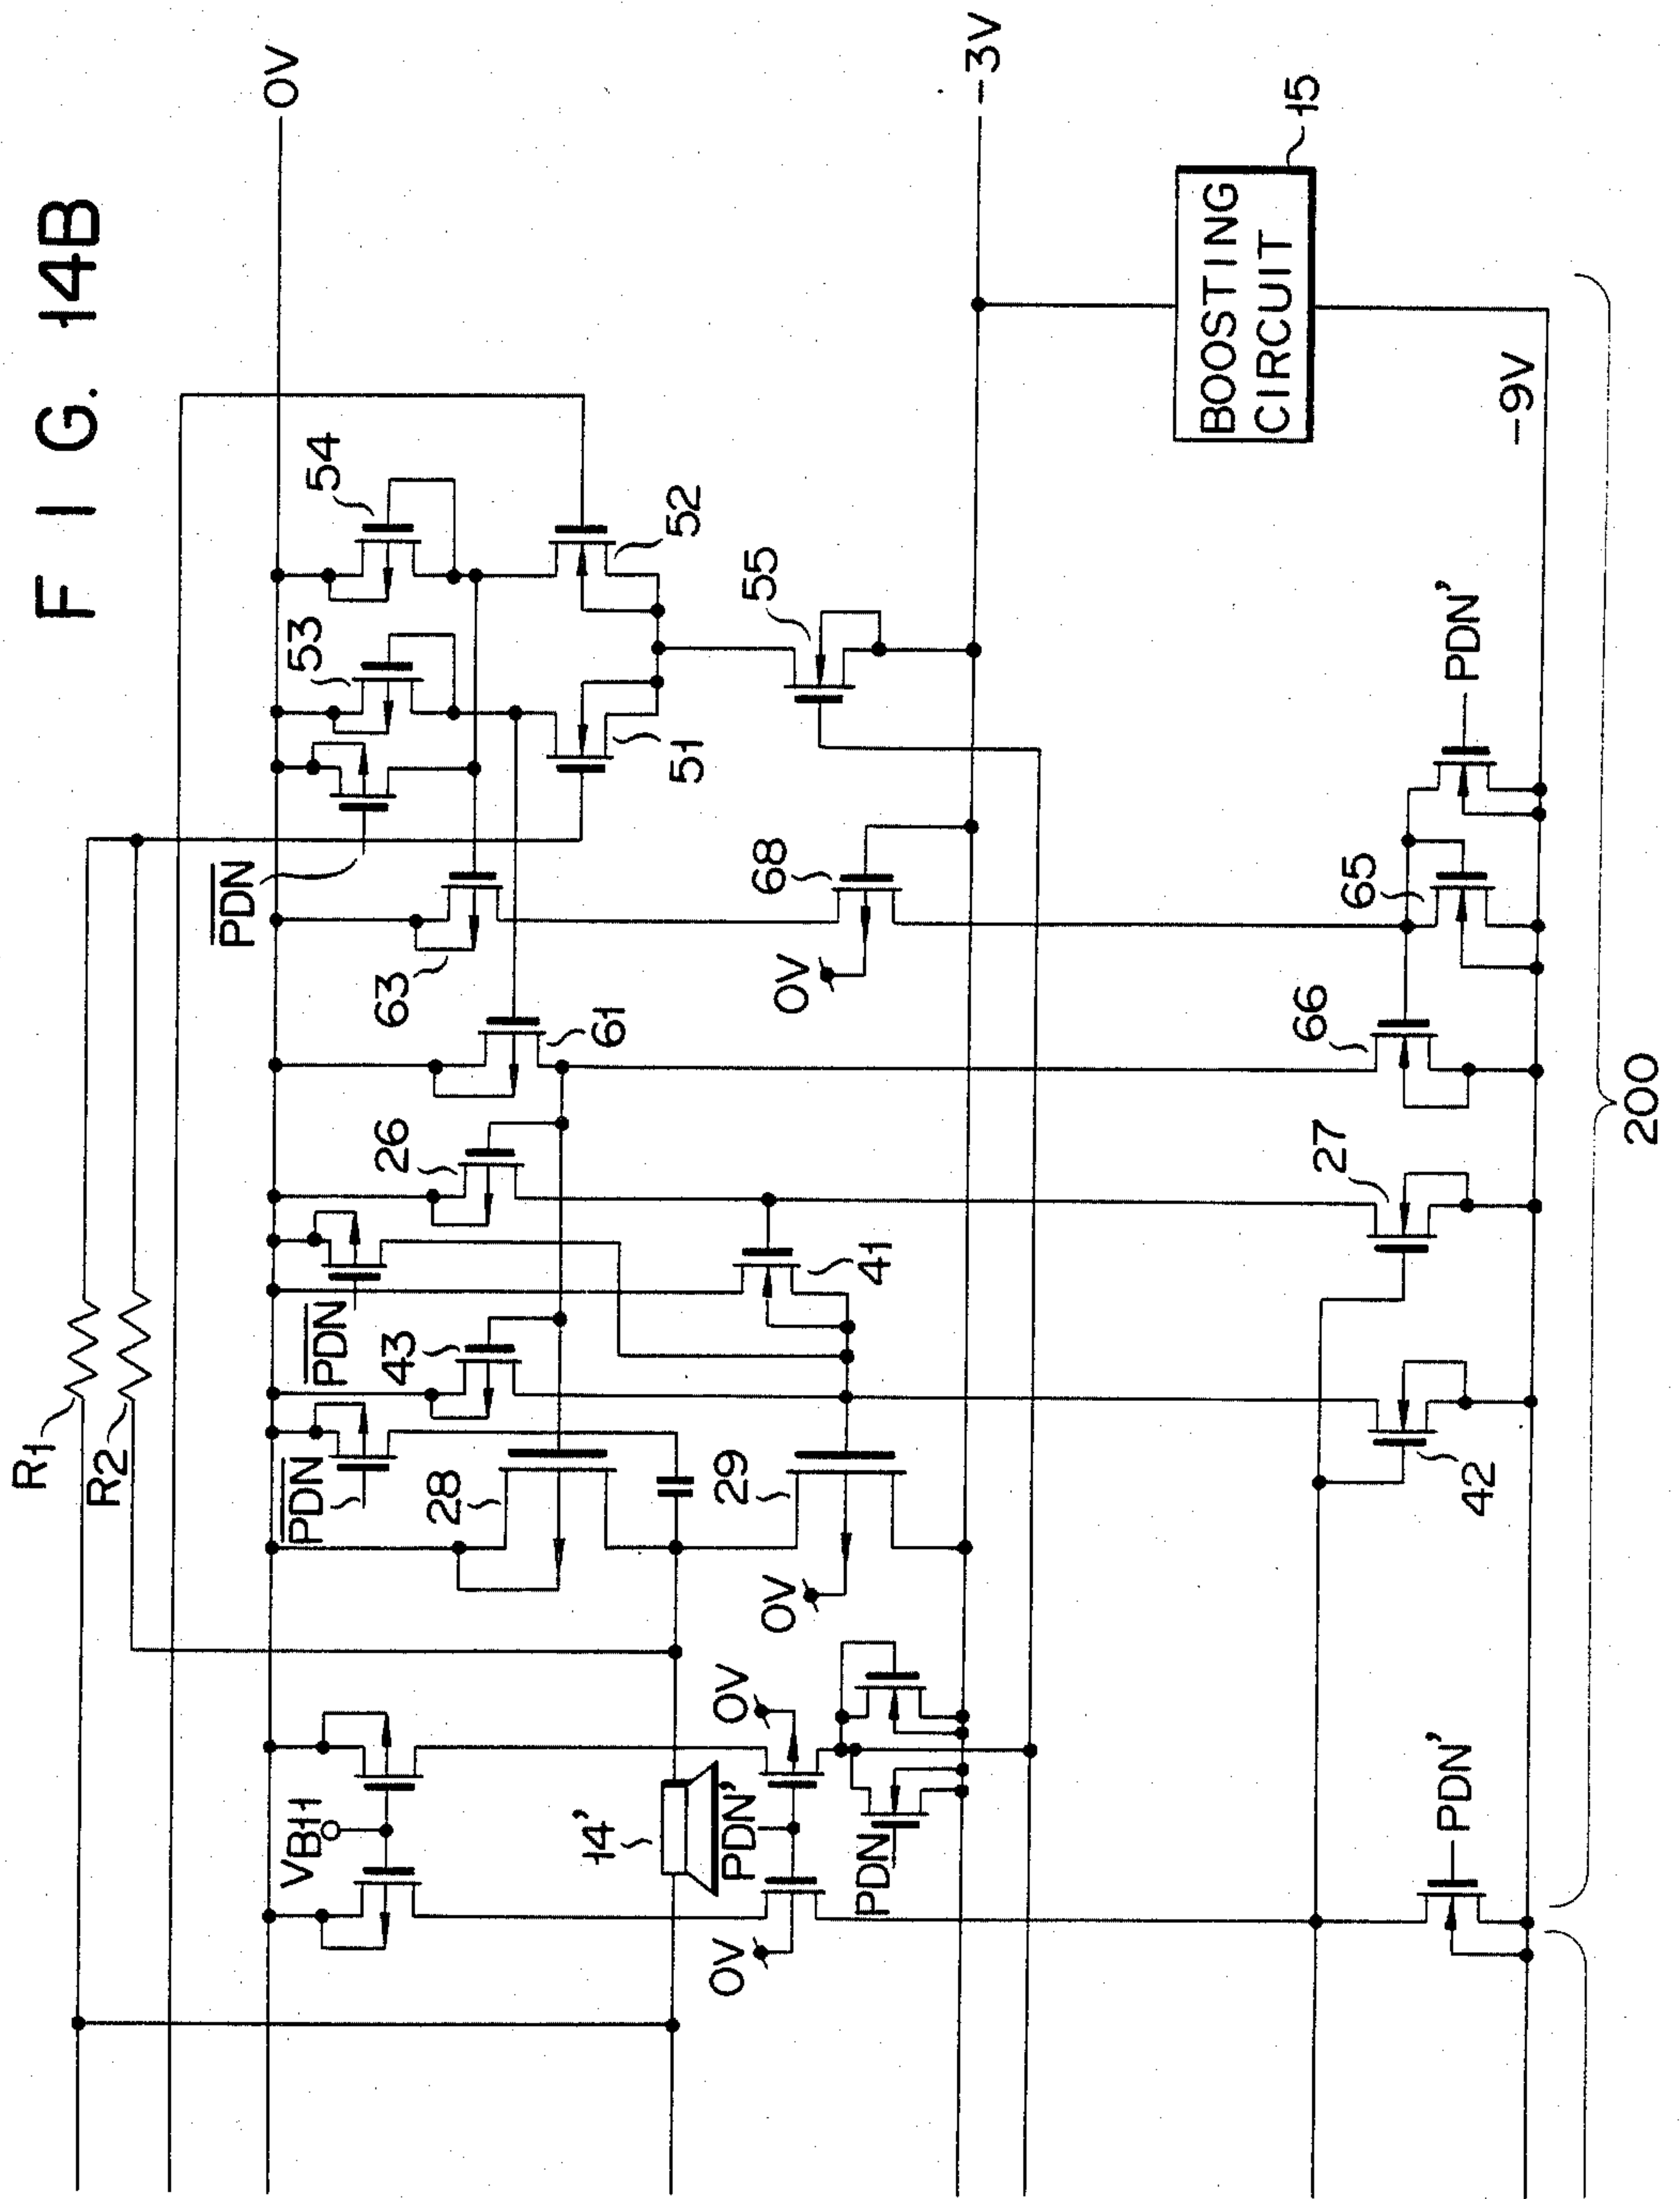 FIG. 14B
R1
R2
0V
54
53
PDN
52
51
55
63
61
26
43
PDN
PDN
28
41
68
0V
29
0V
-3V
BOOSTING
CIRCUIT
15
-9V
PDN'
65
66
27
42
VB11
14'
0V
PDN'
0V
PDN
PDN'
200